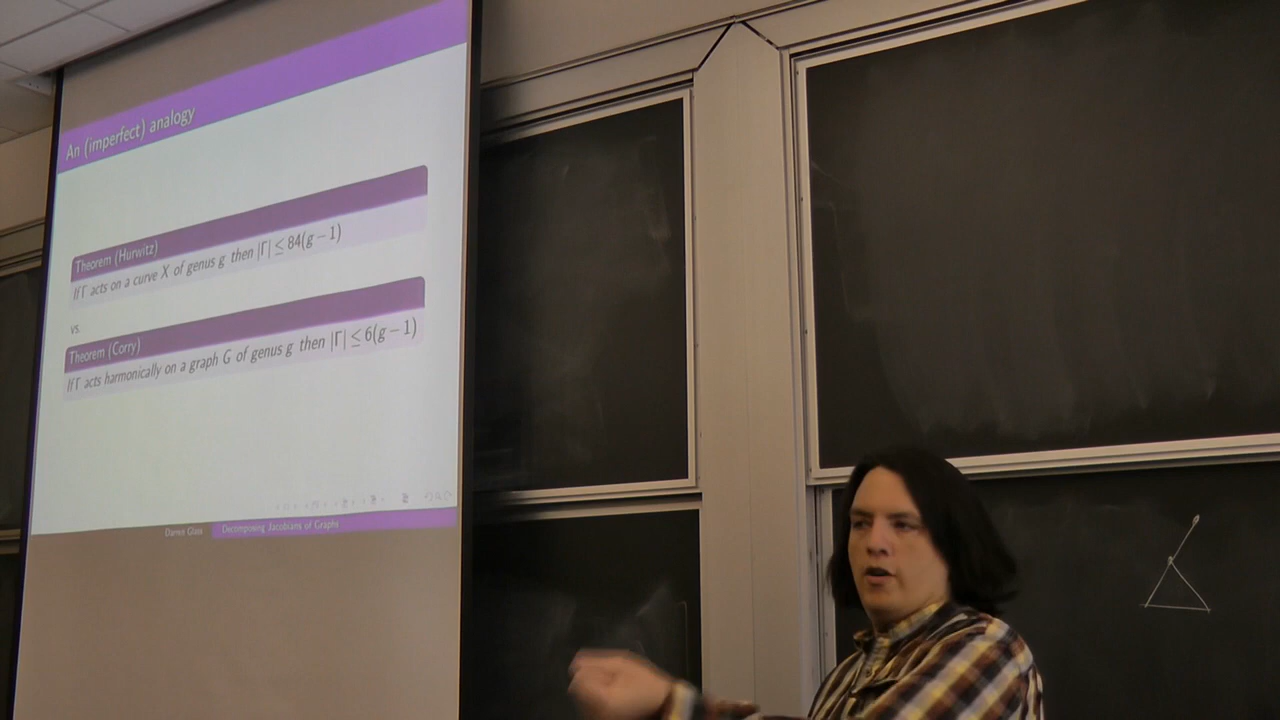 An (imperfect) analogy
Theorem (Hurwitz)
If Γ acts on a curve X of genus g then |Γ| ≤ 84(g − 1)
vs.
Theorem (Corry)
If Γ acts harmonically on a graph G of genus g then |Γ| ≤ 6(g − 1)
Darren Glass Decomposing Jacobians of Graphs